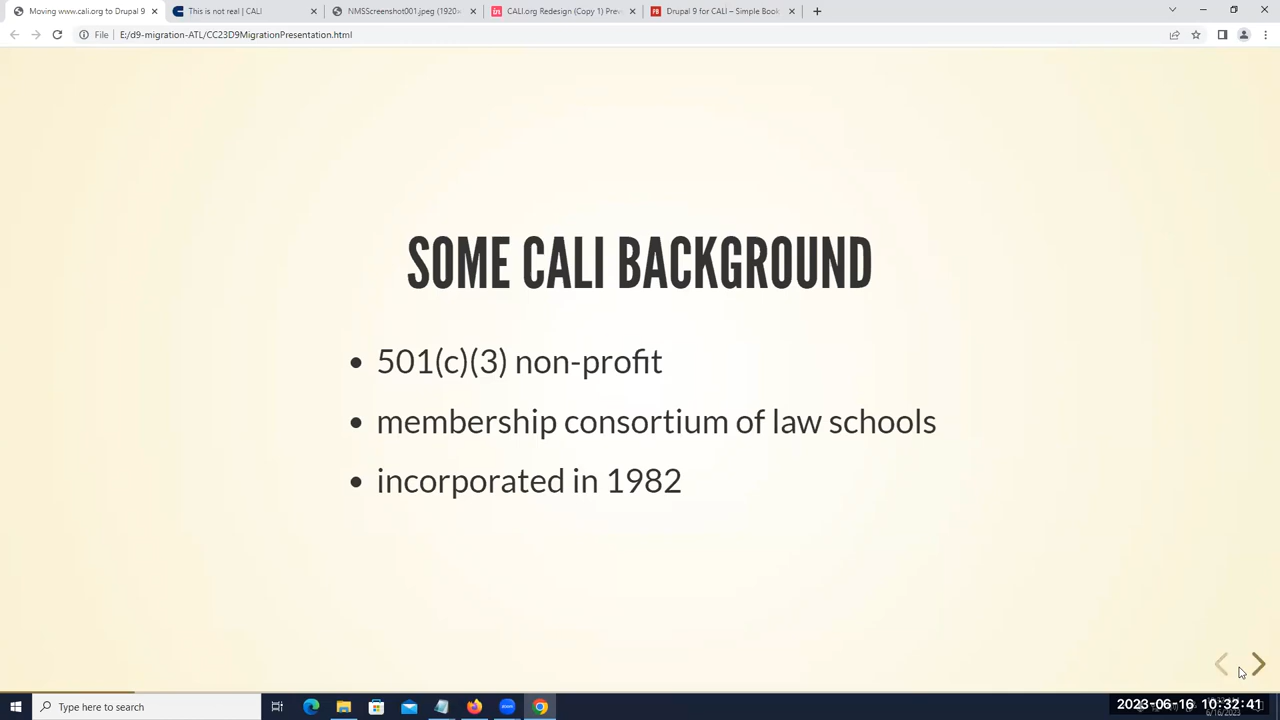 Moving www.cali.org to Drupal 9
This is not real | CALI
NMSScreenshot001.jpeg (1920×
CALI.org Redesign (Copy 1) Prev
Drupal 9 for CALI – Simple Book
File
E:/d9-migration-ATL/CC23D9MigrationPresentation.html
SOME CALI BACKGROUND
• 501(c)(3) non-profit
• membership consortium of law schools
• incorporated in 1982
Type here to search
2023-06-16 10:32:41